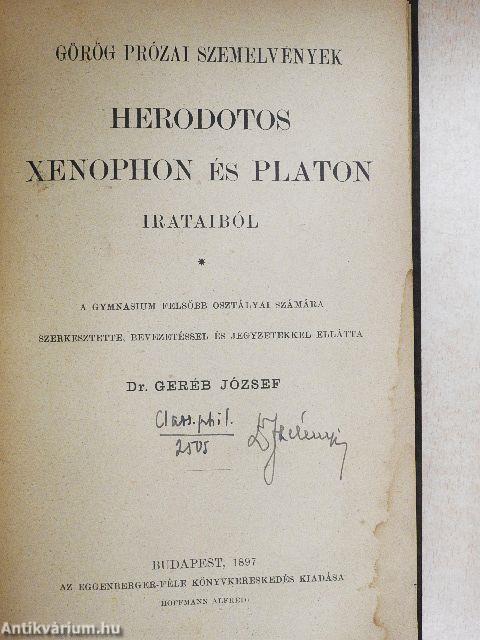 GÖRÖG PRÓZAI SZEMELVÉNYEK
HERODOTOS
XENOPHON ÉS PLATON
IRATAIBÓL
*
A GYMNASIUM FELSŐBB OSZTÁLYAI SZÁMÁRA
SZERKESZTETTE, BEVEZETÉSSEL ÉS JEGYZETEKKEL ELLÁTTA
Dr. GERÉB JÓZSEF
Class. phil.
2505
BUDAPEST, 1897
AZ EGGENBERGER-FÉLE KÖNYVKERESKEDÉS KIADÁSA
HOFFMANN ALFRÉD
Antikvárium.hu